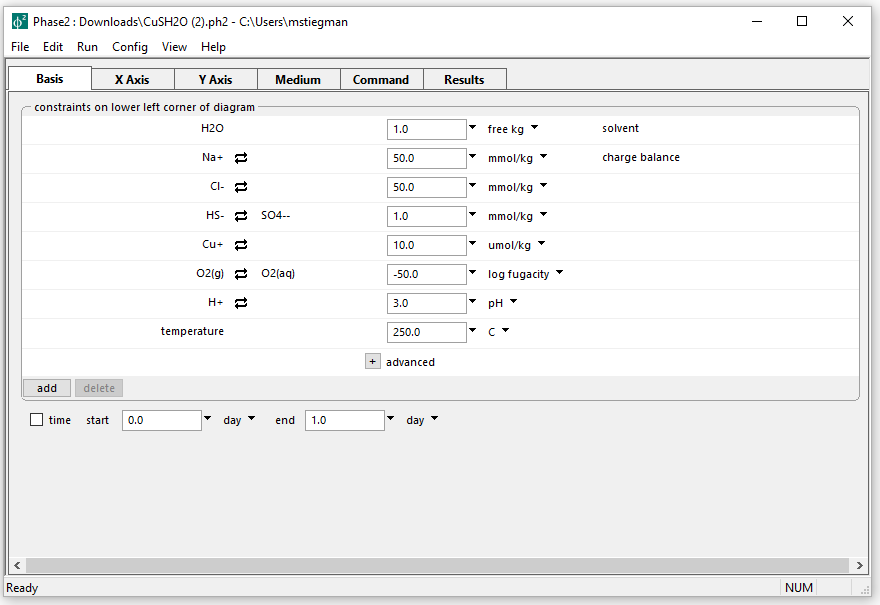 Phase2 : Downloads\CuSH2O (2).ph2 - C:\Users\mstiegman
File Edit Run Config View Help
Basis X Axis Y Axis Medium Command Results
constraints on lower left corner of diagram
H2O 1.0 free kg solvent
Na+ 50.0 mmol/kg charge balance
Cl- 50.0 mmol/kg
HS- SO4-- 1.0 mmol/kg
Cu+ 10.0 umol/kg
O2(g) O2(aq) -50.0 log fugacity
H+ 3.0 pH
temperature 250.0 C
+ advanced
add delete
time start 0.0 day end 1.0 day
Ready NUM